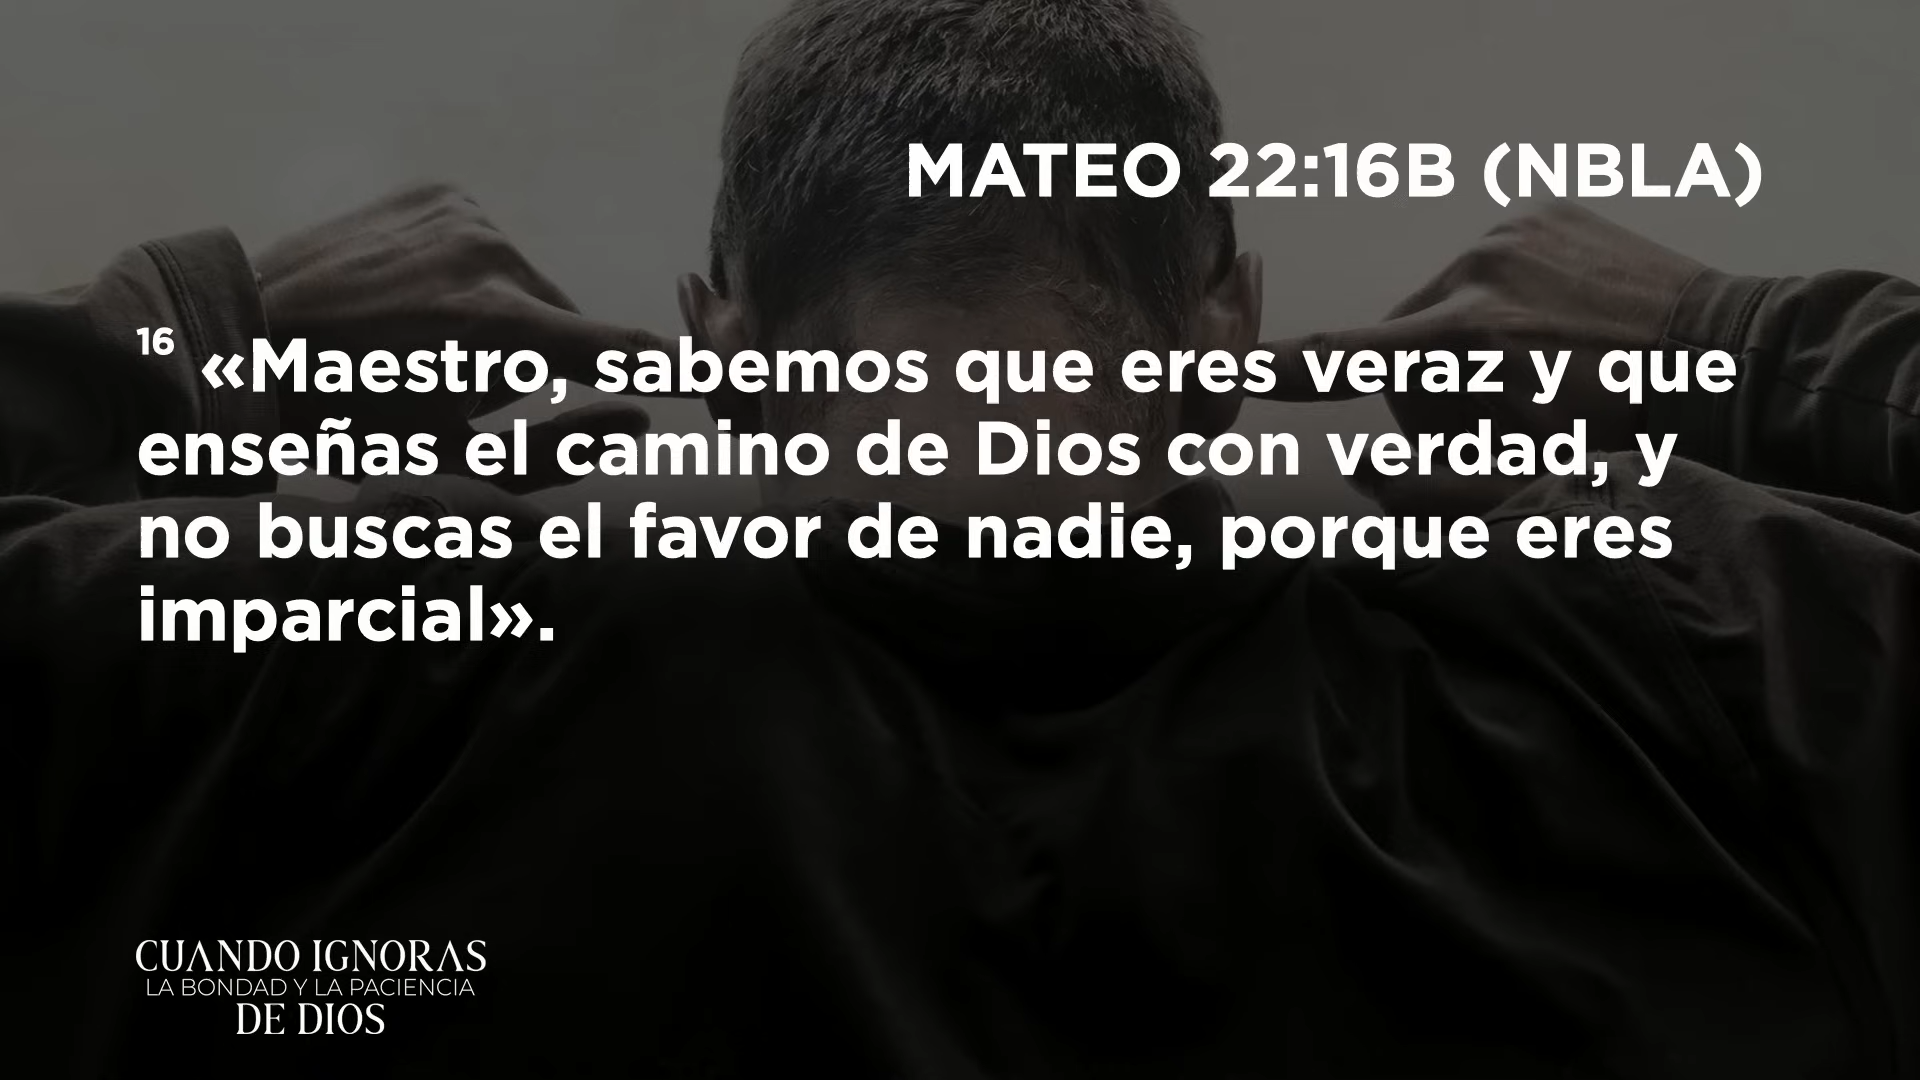 MATEO 22:16B (NBLA)
16 «Maestro, sabemos que eres veraz y que
enseñas el camino de Dios con verdad, y
no buscas el favor de nadie, porque eres
imparcial».
CUANDO IGNORAS
LA BONDAD Y LA PACIENCIA
DE DIOS